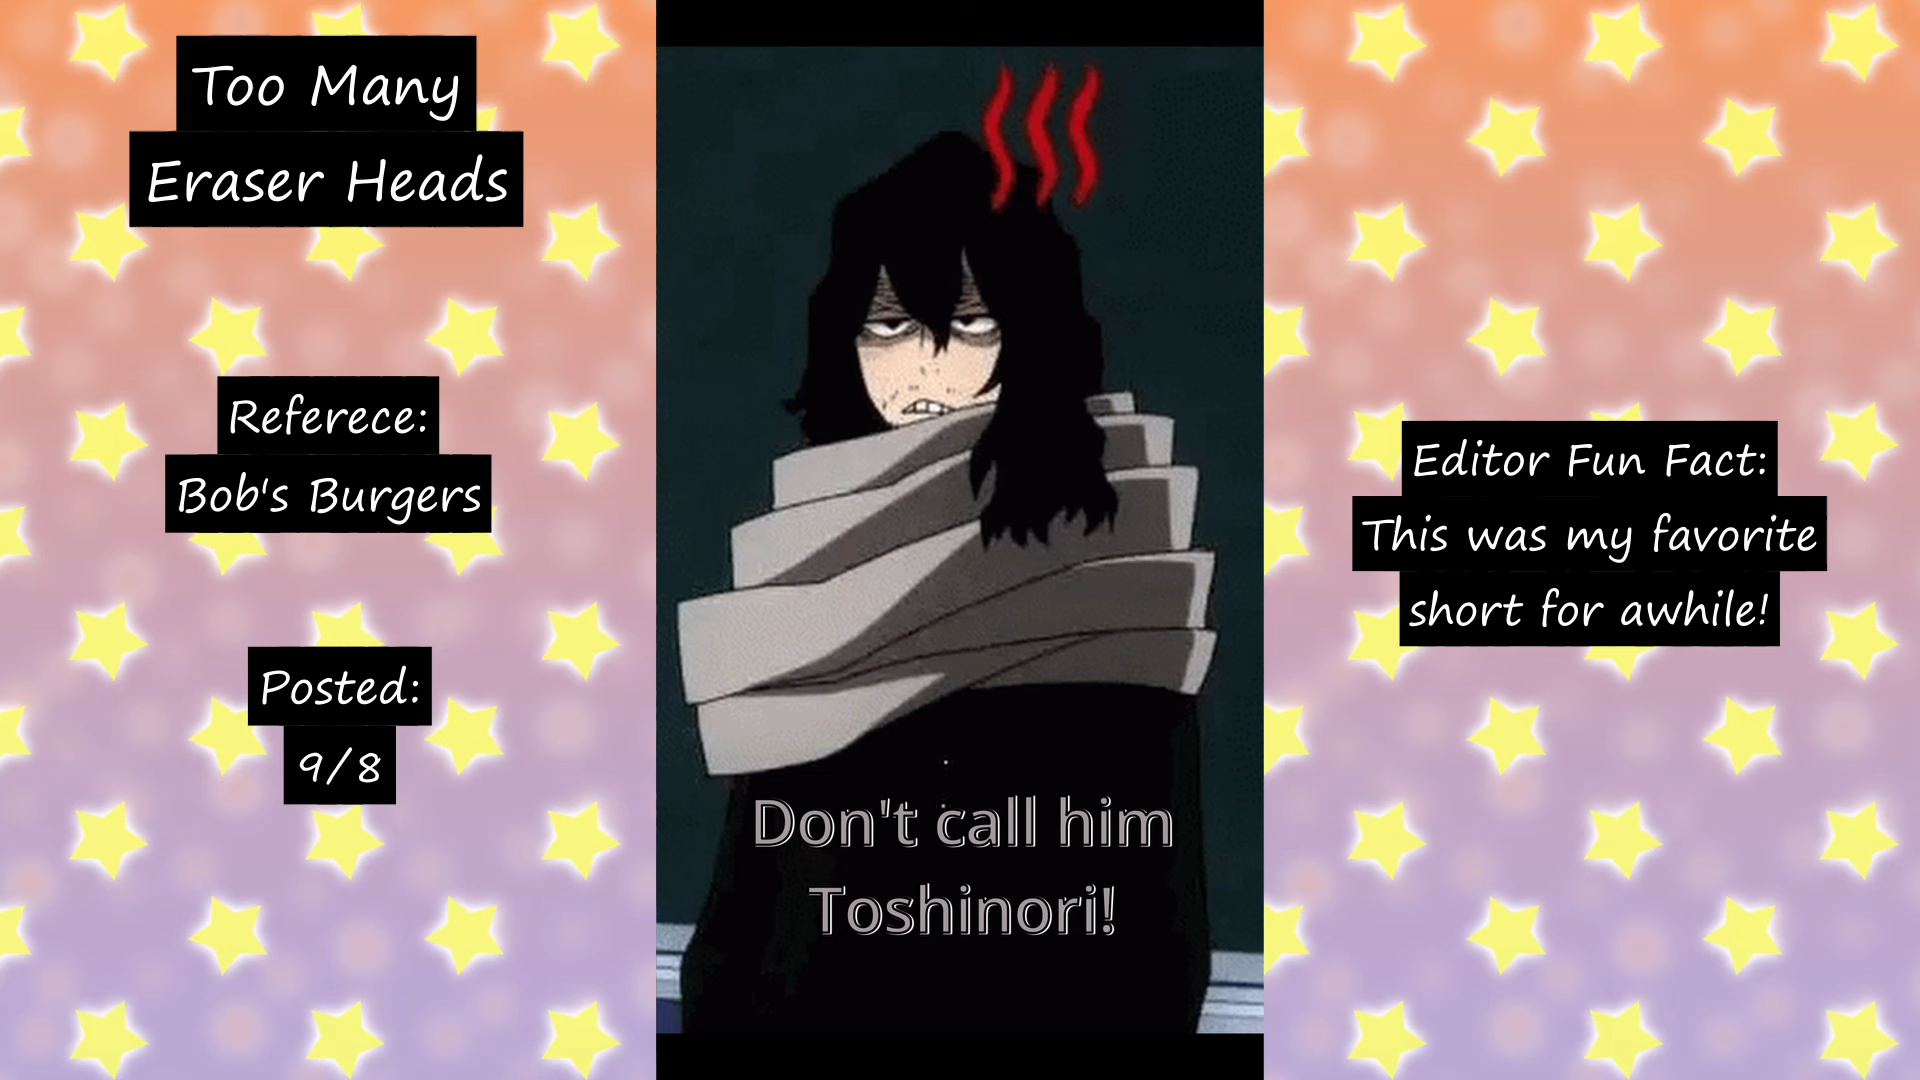 Too Many
Eraser Heads
Referece:
Bob's Burgers
Posted:
9/8
Don't call him
Toshinori!
Editor Fun Fact:
This was my favorite
short for awhile!